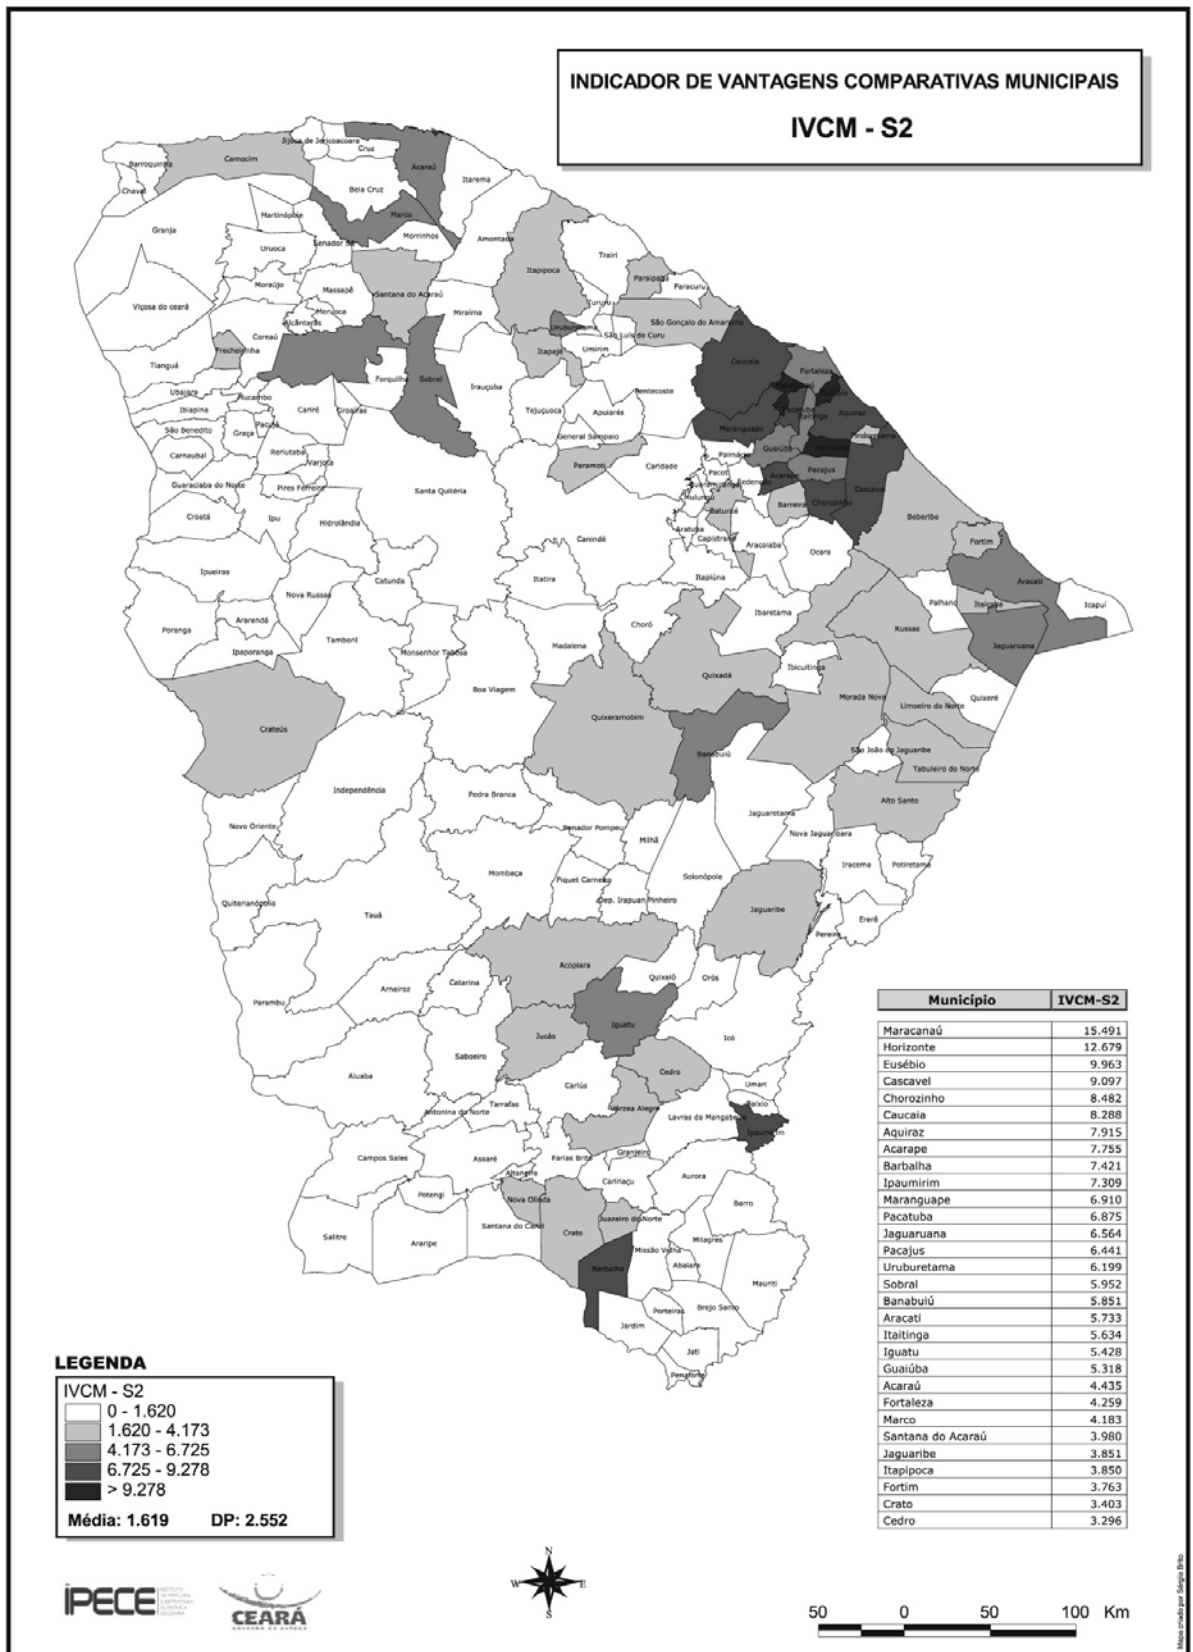 INDICADOR DE VANTAGENS COMPARATIVAS MUNICIPAIS
IVCM - S2
Jijoca de Jericoacoara
Cruz
Barroquinha
Camocim
Acaraú
Chaval
Itarema
Bela Cruz
Martinópole
Marco
Granja
Morrinhos
Amontada
Uruoca
Senador Sá
Trairi
Itapipoca
Paraipaba
Paracuru
Moraújo
Massapê
Santana do Acaraú
Viçosa do ceará
Meruoca
Miraíma
Tururu
São Gonçalo do Amarante
Alcântaras
Uruburetama
Coreaú
São Luis do Curu
Frecheirinha
Itapajé
Umirim
Caucaia
Tianguá
Fortaleza
Forquilha
Sobral
Irauçuba
Pentecoste
Ubajara
Mucambo
Ibiapina
Cariré
Groaíras
Tejuçuoca
Apuiarés
Pacatuba
Itaitinga
Aquiraz
Pacujá
São Benedito
Graça
General Sampaio
Maranguape
Pindoretama
Reriutaba
Carnaubal
Varjota
Paramoti
Caridade
Palmácia
Guaiúba
Pacoti
Acarape
Pacajus
Guaraciaba do Norte
Pires Ferreira
Santa Quitéria
Guaramiranga
Redenção
Cascavel
Mulungu
Barreira
Chorozinho
Croatá
Ipu
Hidrolândia
Baturité
Beberibe
Aratuba
Capistrano
Canindé
Aracoiaba
Ocara
Fortim
Ipueiras
Itatira
Itapiúna
Catunda
Aracati
Nova Russas
Palhano
Itaiçaba
Icapuí
Ararendá
Choró
Ibaretama
Poranga
Tamboril
Russas
Ipaporanga
Monsenhor Tabosa
Madalena
Jaguaruana
Ibicuitinga
Quixadá
Boa Viagem
Morada Nova
Quixeré
Limoeiro do Norte
Crateús
Quixeramobim
Banabuiú
São João do Jaguaribe
Tabuleiro do Norte
Independência
Pedra Branca
Alto Santo
Jaguaretama
Novo Oriente
Senador Pompeu
Nova Jaguaribara
Milhã
Iracema
Potiretama
Mombaça
Piquet Carneiro
Solonópole
Quiterianópolis
Dep. Irapuan Pinheiro
Tauá
Jaguaribe
Ererê
Pereiro
Acopiara
Quixelô
Orós
Catarina
Arneiroz
Parambu
Iguatu
Jucás
Icó
Saboeiro
Aiuaba
Cedro
Cariús
Umari
Baixio
Tarrafas
Várzea Alegre
Antonina do Norte
Lavras da Mangabeira
Ipaumirim
Granjeiro
Campos Sales
Assaré
Farias Brito
Altaneira
Caririaçu
Aurora
Potengi
Nova Olinda
Barro
Santana do Cariri
Juazeiro do Norte
Salitre
Araripe
Crato
Milagres
Missão Velha
Barbalha
Abaiara
Mauriti
Porteiras
Brejo Santo
Jardim
Jati
Penaforte
Município IVCM-S2
Maracanaú 15.491
Horizonte 12.679
Eusébio 9.963
Cascavel 9.097
Chorozinho 8.482
Caucaia 8.288
Aquiraz 7.915
Acarape 7.755
Barbalha 7.421
Ipaumirim 7.309
Maranguape 6.910
Pacatuba 6.875
Jaguaruana 6.564
Pacajus 6.441
Uruburetama 6.199
Sobral 5.952
Banabuiú 5.851
Aracati 5.733
Itaitinga 5.634
Iguatu 5.428
Guaiúba 5.318
Acaraú 4.435
Fortaleza 4.259
Marco 4.183
Santana do Acaraú 3.980
Jaguaribe 3.851
Itapipoca 3.850
Fortim 3.763
Crato 3.403
Cedro 3.296
LEGENDA
IVCM - S2
0 - 1.620
1.620 - 4.173
4.173 - 6.725
6.725 - 9.278
> 9.278
Média: 1.619 DP: 2.552
IPECE
CEARÁ
GOVERNO DO ESTADO
N
W E
S
50 0 50 100 Km
Mapa criado por Sérgio Brito